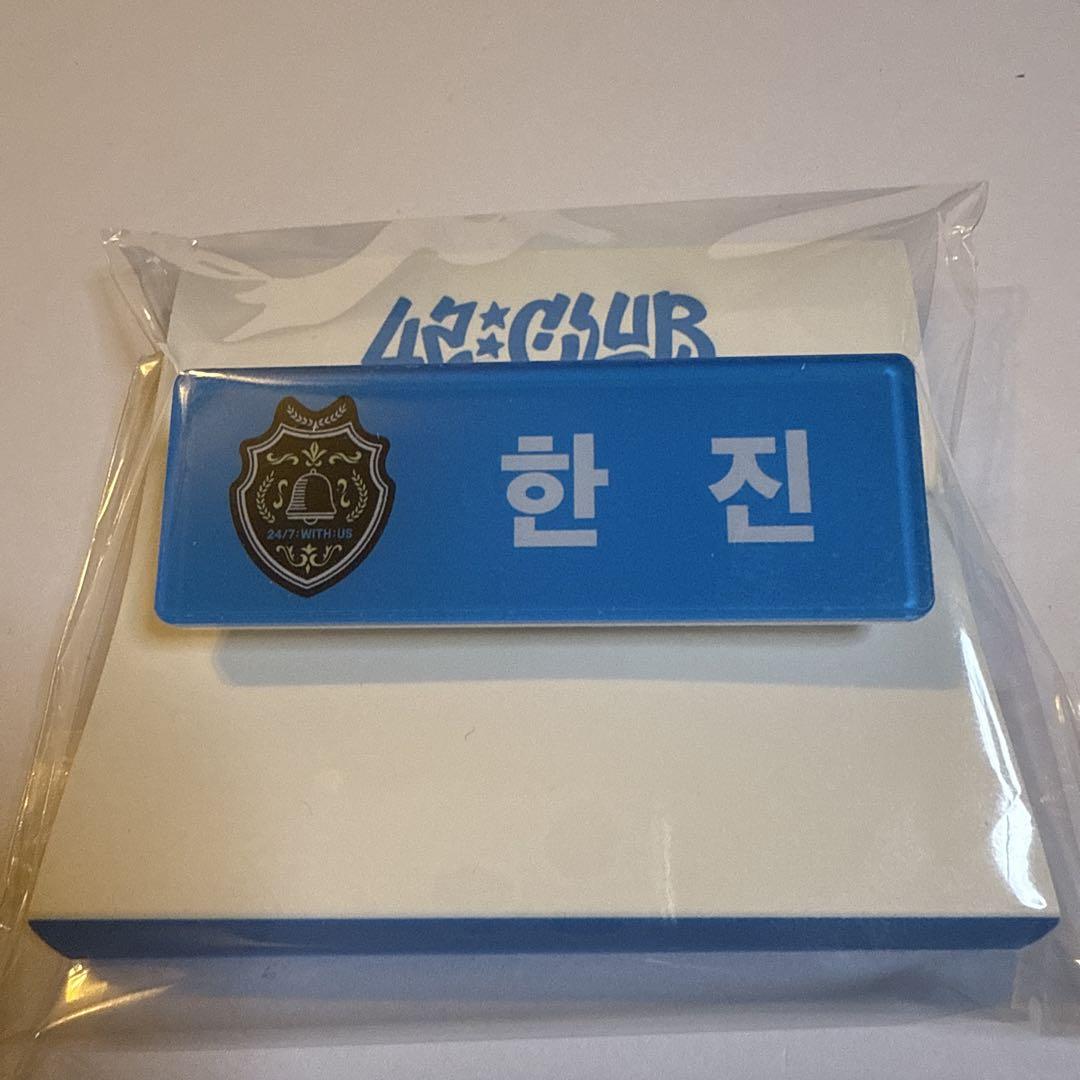 42:CLUB
24/7:WITH:US
한 진